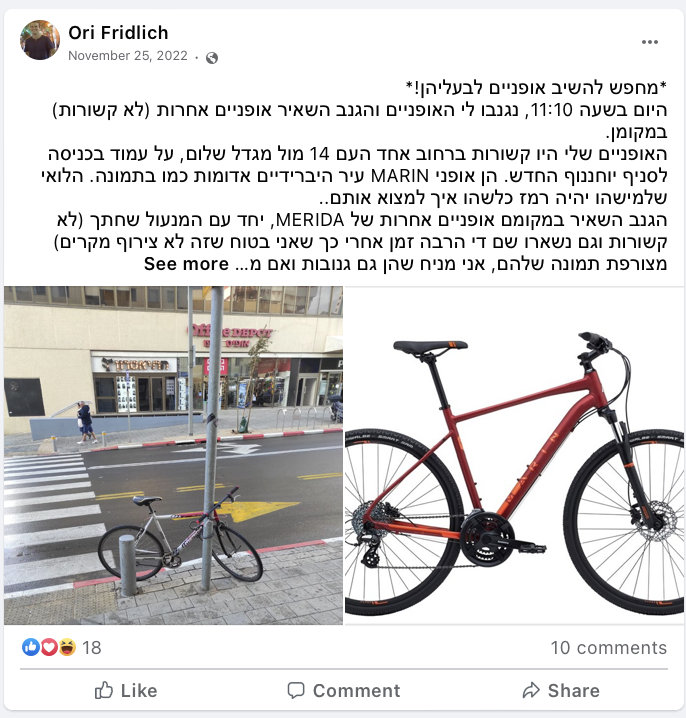 Ori Fridlich
November 25, 2022
*מחפש להשיב אופניים לבעליהן!*
היום בשעה 11:10, נגנבו לי האופניים והגנב השאיר אופניים אחרות (לא קשורות)
במקומן.
האופניים שלי היו קשורות ברחוב אחד העם 14 מול מגדל שלום, על עמוד בכניסה
לסניף יוחננוף החדש. הן אופני MARIN עיר היברידיים אדומות כמו בתמונה. הלואי
שלמישהו יהיה רמז כלשהו איך למצוא אותם..
הגנב השאיר במקומם אופניים אחרות של MERIDA, יחד עם המנעול שחתך (לא
קשורות וגם נשארו שם די הרבה זמן אחרי כך שאני בטוח שזה לא צירוף מקרים)
מצורפת תמונה שלהם, אני מניח שהן גם גנובות ואם מ... See more
Office DEPOT
MARIN
18
10 comments
Like
Comment
Share